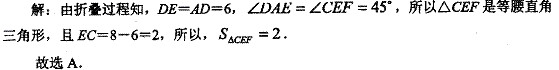 解：由折叠过程知，DE=AD=6，∠DAE=∠CEF=45°，所以△CEF是等腰直角
三角形，且EC=8-6=2，所以，S△CEF=2．
故选A．